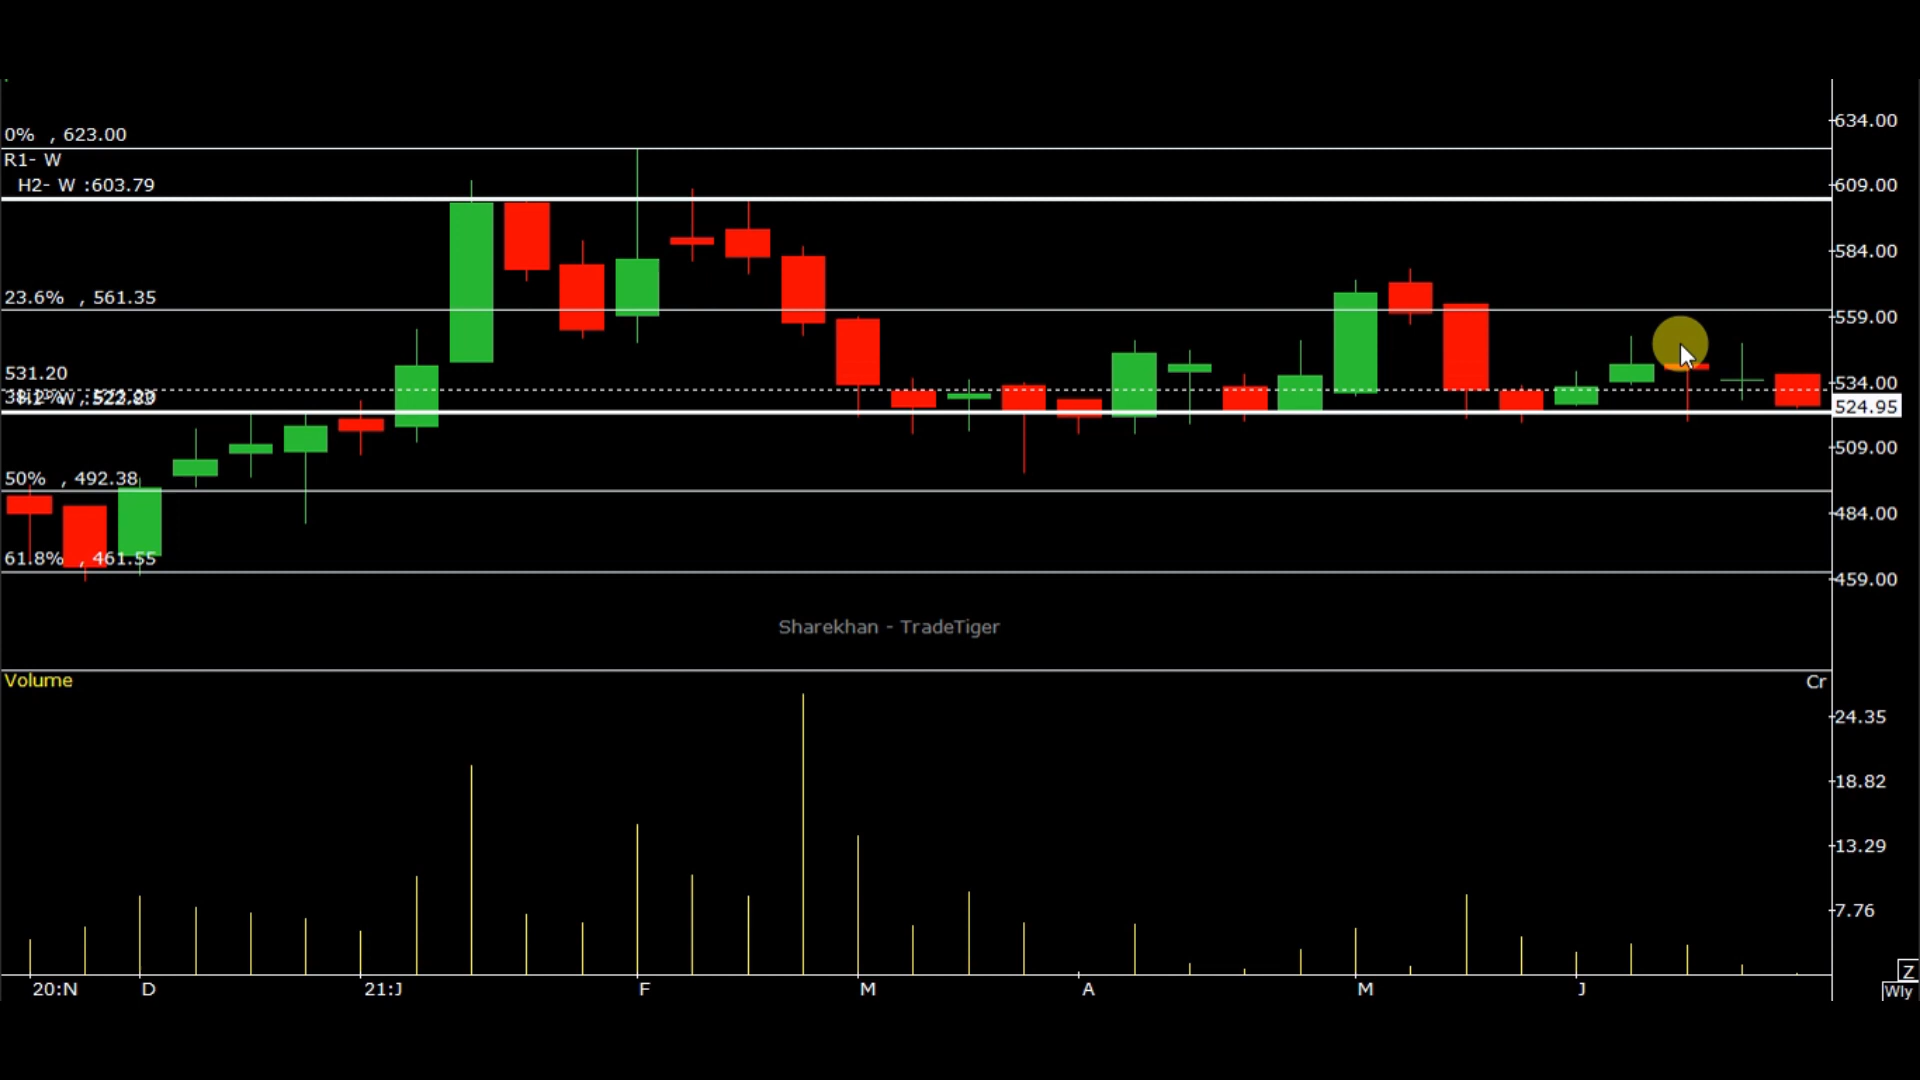 0% , 623.00
R1- W
H2- W :603.79
23.6% , 561.35
531.20
50% , 492.38
61.8% , 461.55
634.00
609.00
584.00
559.00
534.00
524.95
509.00
484.00
459.00
Sharekhan - TradeTiger
Volume
Cr
24.35
18.82
13.29
7.76
20:N D 21:J F M A M J
Z
Wly